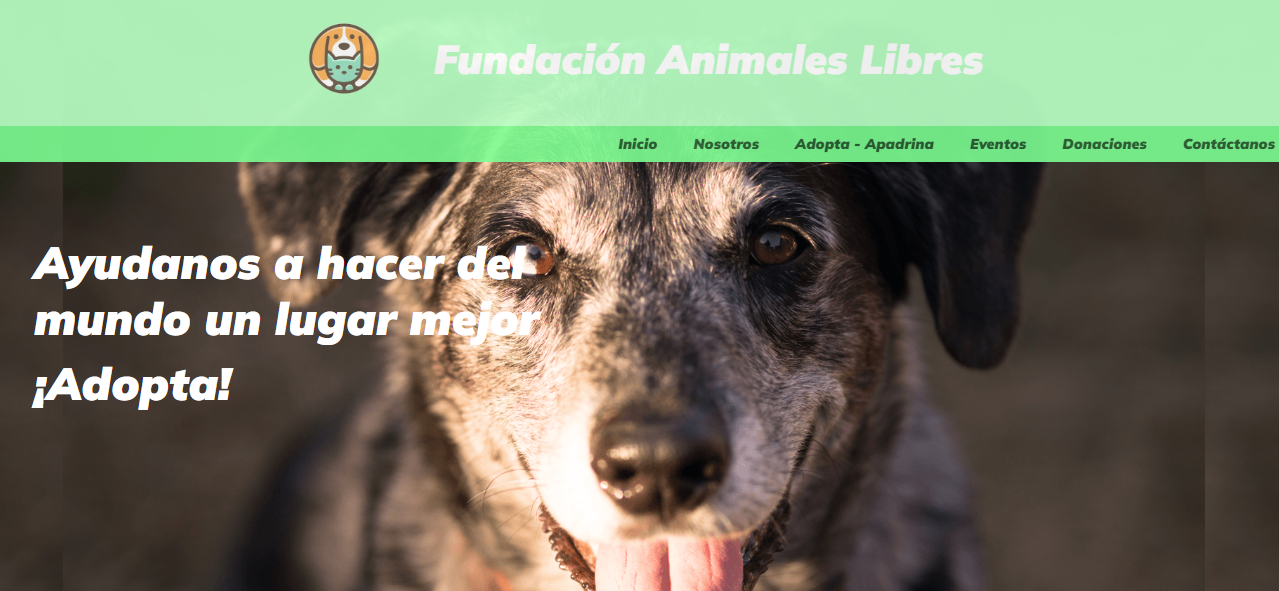 Fundación Animales Libres
Inicio Nosotros Adopta - Apadrina Eventos Donaciones Contáctanos
Ayudanos a hacer del
mundo un lugar mejor
¡Adopta!